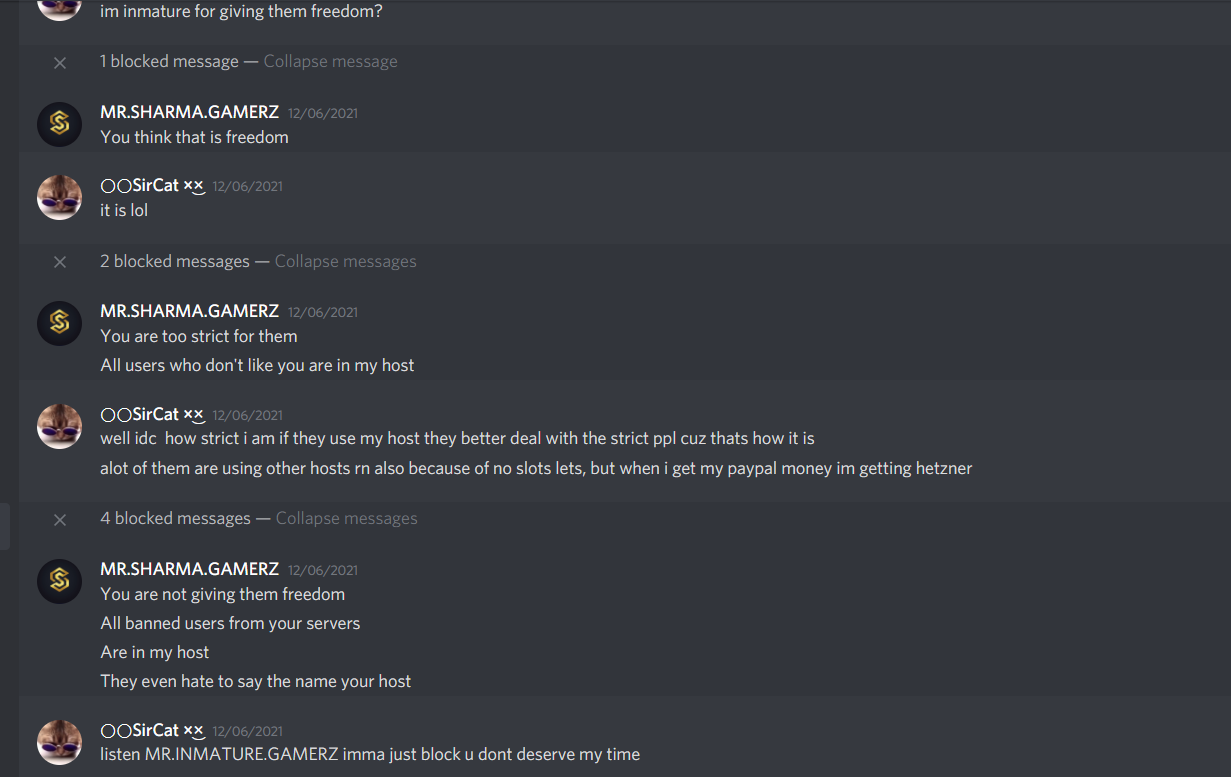 im inmature for giving them freedom?
1 blocked message — Collapse message
MR.SHARMA.GAMERZ 12/06/2021
You think that is freedom
〇〇SirCat ×͜× 12/06/2021
it is lol
2 blocked messages — Collapse messages
MR.SHARMA.GAMERZ 12/06/2021
You are too strict for them
All users who don't like you are in my host
〇〇SirCat ×͜× 12/06/2021
well idc how strict i am if they use my host they better deal with the strict ppl cuz thats how it is
alot of them are using other hosts rn also because of no slots lets, but when i get my paypal money im getting hetzner
4 blocked messages — Collapse messages
MR.SHARMA.GAMERZ 12/06/2021
You are not giving them freedom
All banned users from your servers
Are in my host
They even hate to say the name your host
〇〇SirCat ×͜× 12/06/2021
listen MR.INMATURE.GAMERZ imma just block u dont deserve my time